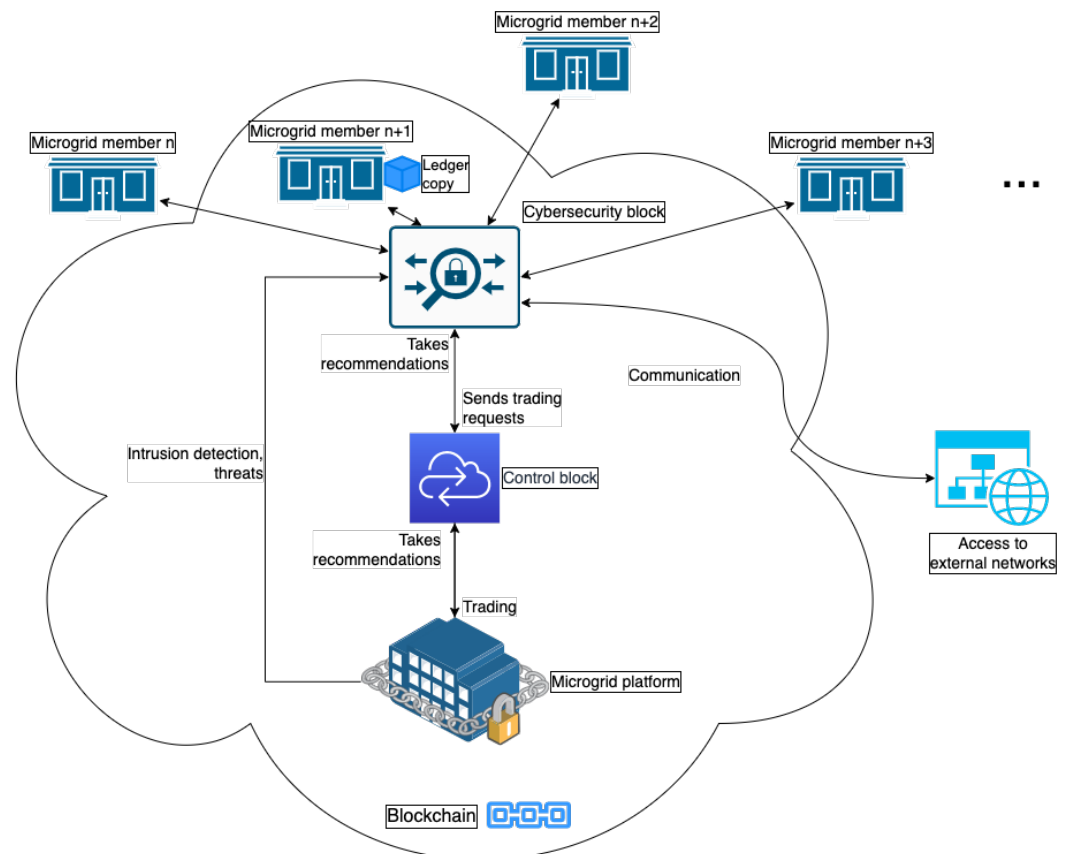 Microgrid member n+2
Microgrid member n+1
Microgrid member n
Microgrid member n+3
Ledger
copy
...
Cybersecurity block
Takes
recommendations
Communication
Sends trading
requests
Intrusion detection,
threats
Control block
Takes
recommendations
Access to
external networks
Trading
Microgrid platform
Blockchain